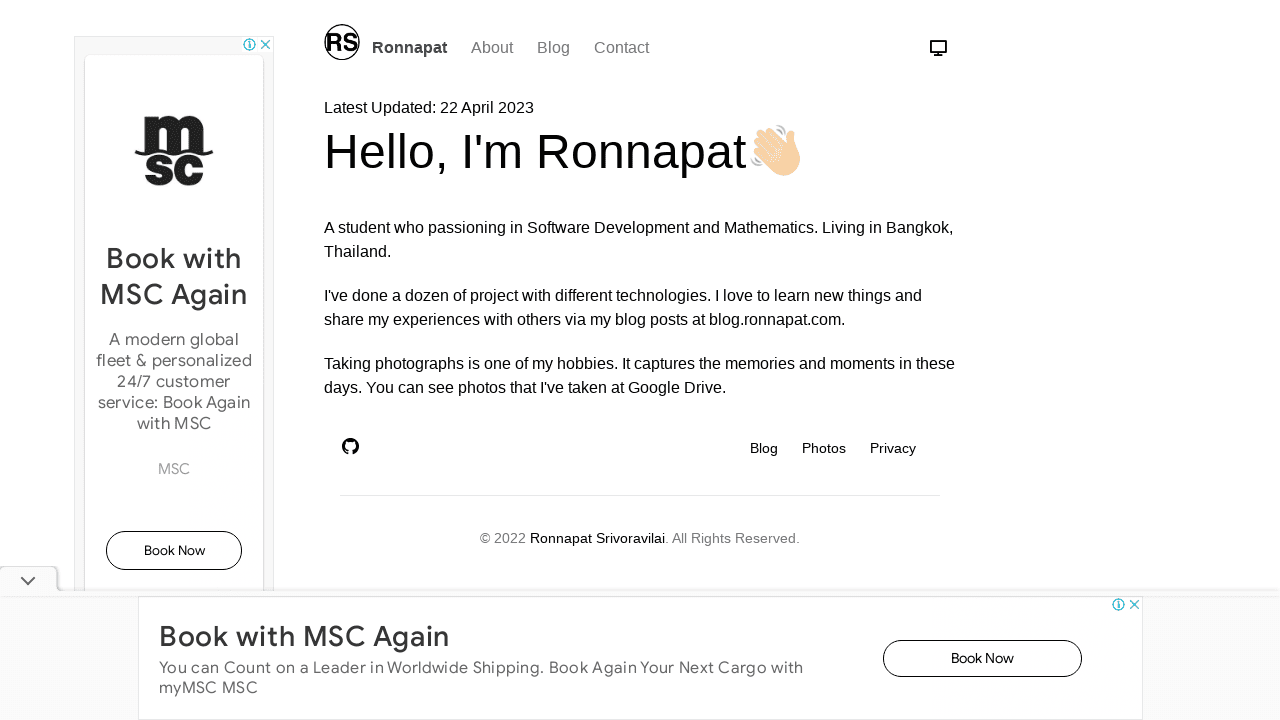 RS
Ronnapat
About
Blog
Contact
Latest Updated: 22 April 2023
Hello, I'm Ronnapat👋🏼
A student who passioning in Software Development and Mathematics. Living in Bangkok,
Thailand.
I've done a dozen of project with different technologies. I love to learn new things and
share my experiences with others via my blog posts at blog.ronnapat.com.
Taking photographs is one of my hobbies. It captures the memories and moments in these
days. You can see photos that I've taken at Google Drive.
Blog
Photos
Privacy
© 2022 Ronnapat Srivoravilai. All Rights Reserved.
msc
Book with
MSC Again
A modern global
fleet & personalized
24/7 customer
service: Book Again
with MSC
MSC
Book Now
Book with MSC Again
You can Count on a Leader in Worldwide Shipping. Book Again Your Next Cargo with
myMSC MSC
Book Now